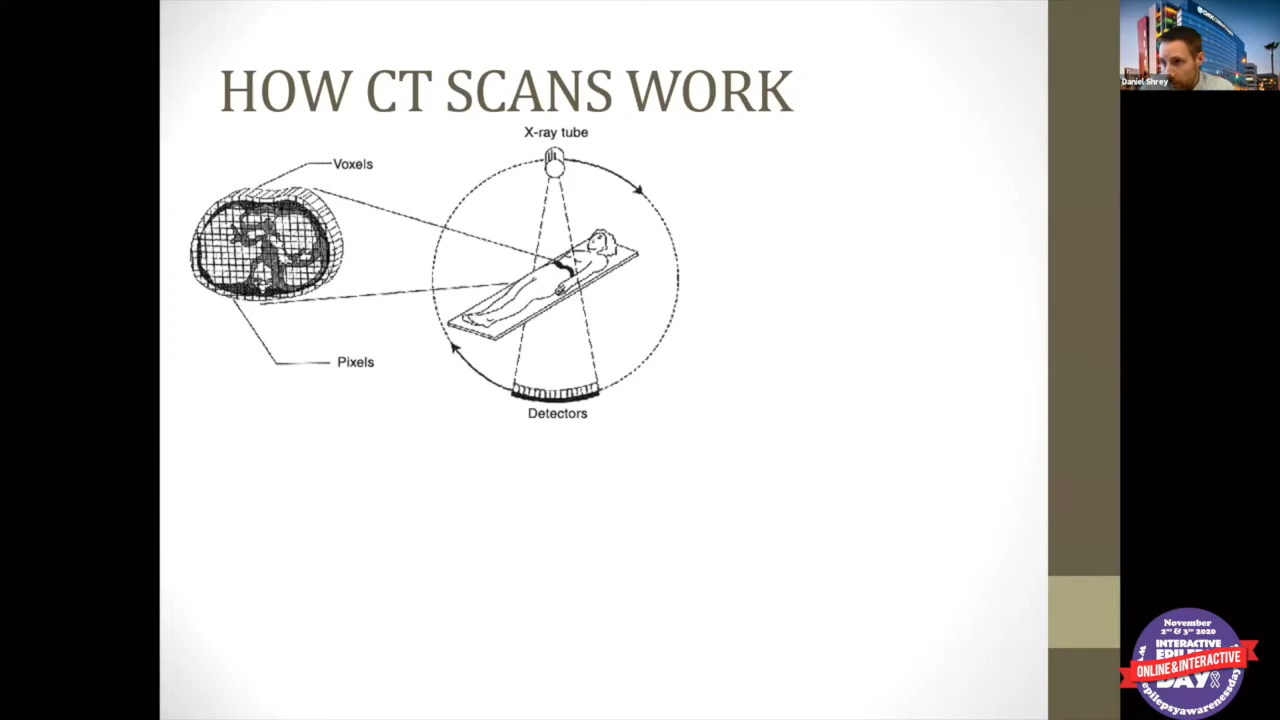 HOW CT SCANS WORK
X-ray tube
Voxels
Pixels
Detectors
Daniel Shrey
November
2ND & 3RD 2020
INTERACTIVE
ONLINE & INTERACTIVE
DAY
epilepsyawarenessday